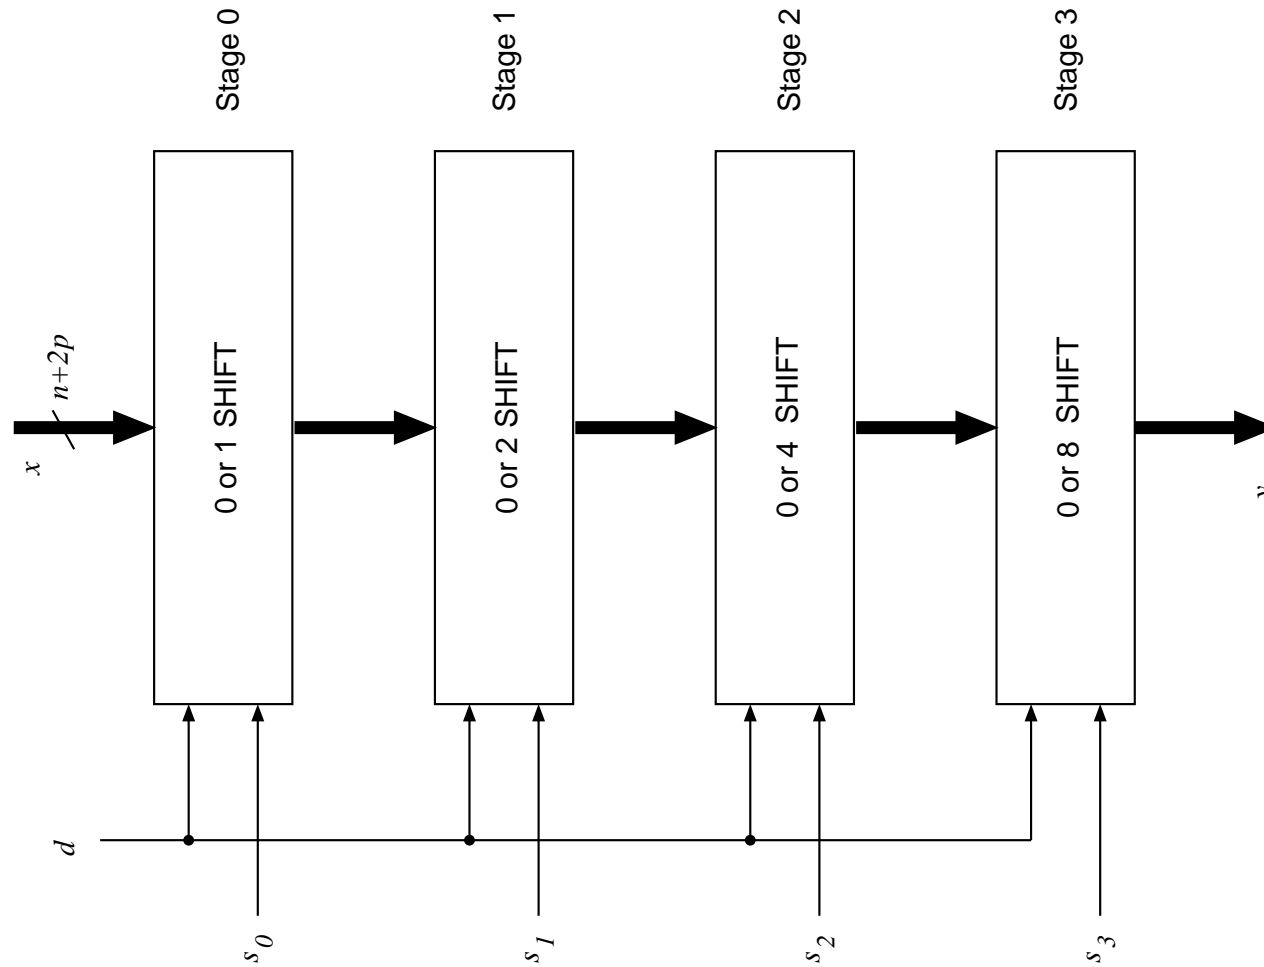 x
n+2p
d
s0
0 or 1 SHIFT
Stage 0
s1
0 or 2 SHIFT
Stage 1
s2
0 or 4 SHIFT
Stage 2
s3
0 or 8 SHIFT
Stage 3